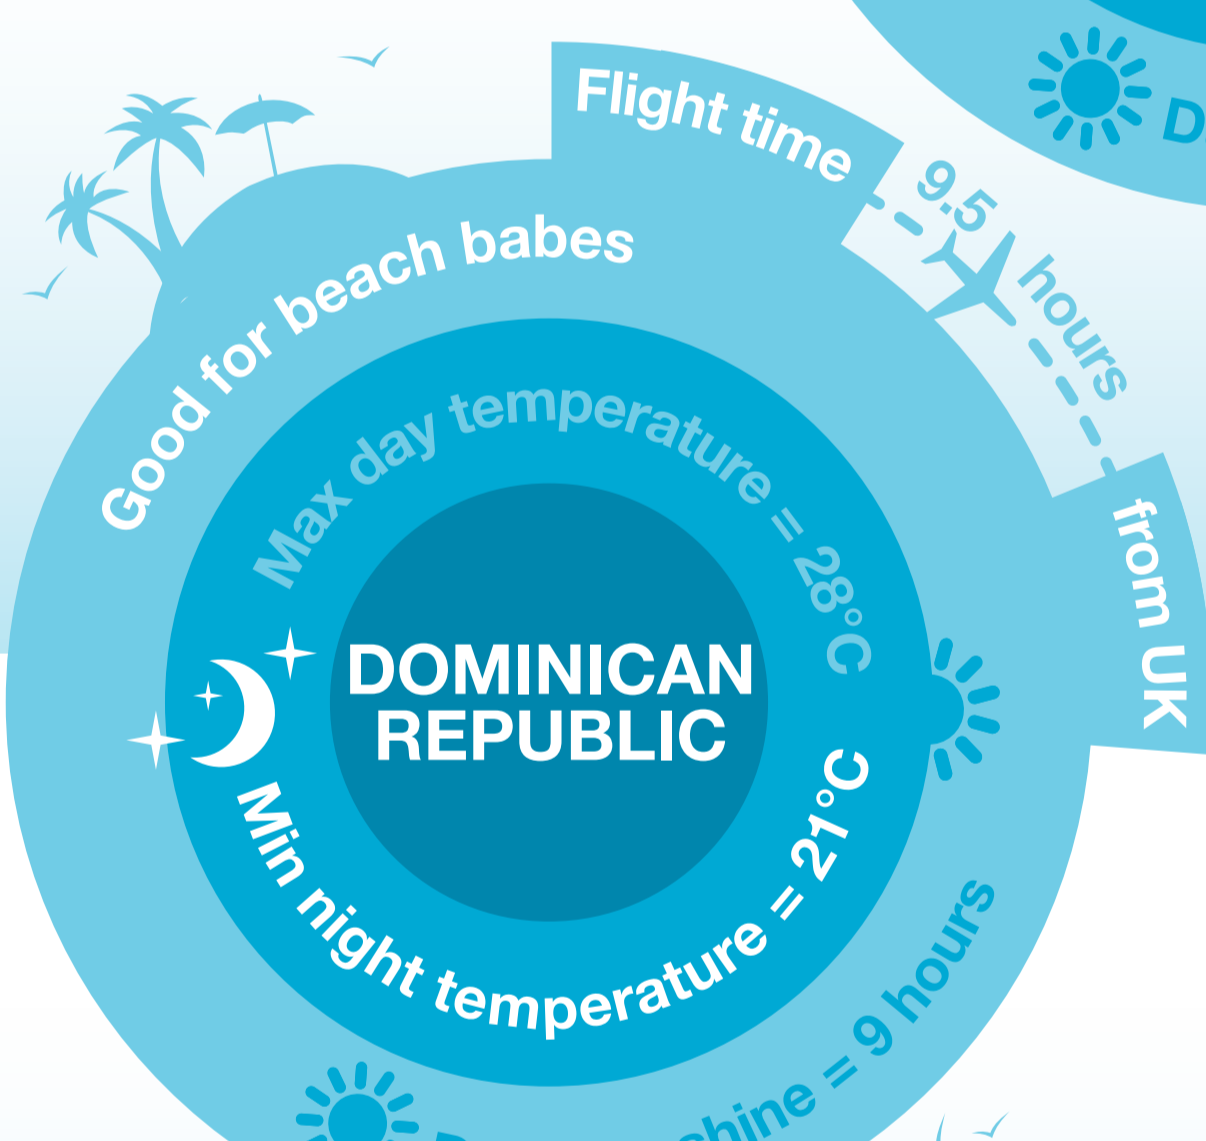 Flight time
9.5 hours
from UK
Good for beach babes
Max day temperature = 28°C
DOMINICAN
REPUBLIC
Min night temperature = 21°C
= 9 hours